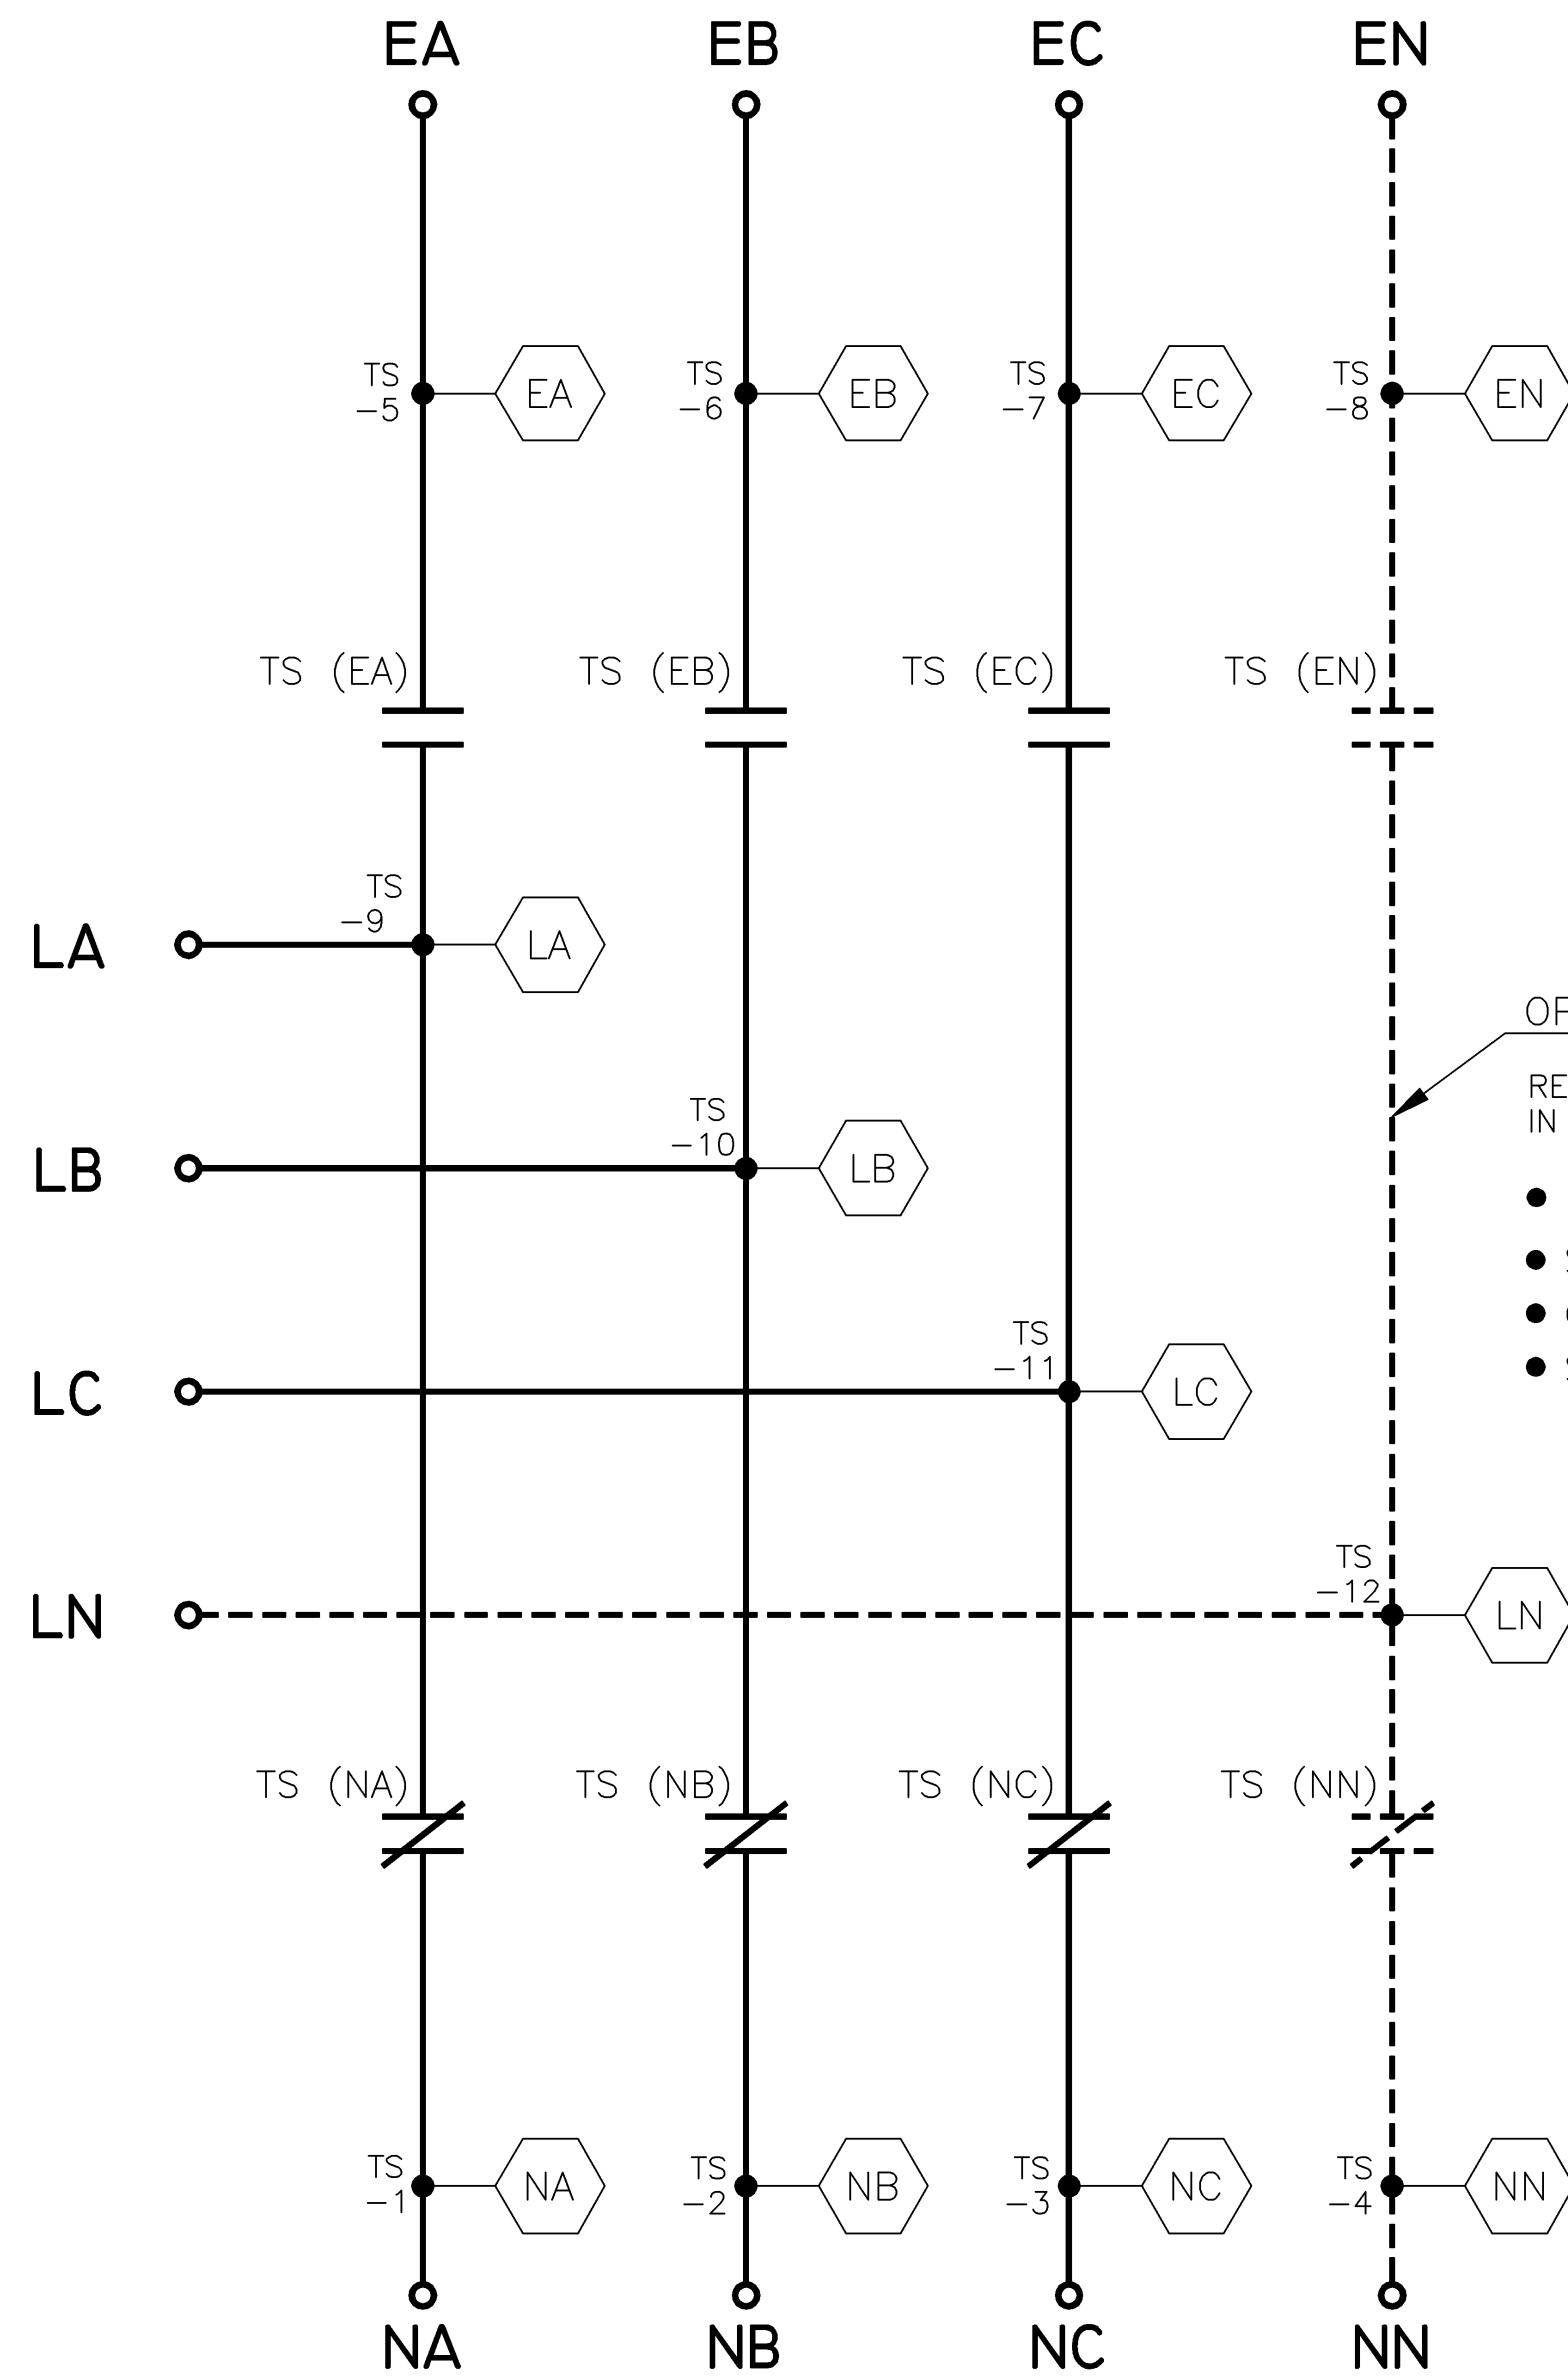 EA EB EC EN
TS TS TS TS
-5 EA -6 EB -7 EC -8 EN
TS (EA) TS (EB) TS (EC) TS (EN)
TS
-9
LA LA
TS
-10
LB LB
TS
-11
LC LC
TS
-12
LN LN
IN
TS (NA) TS (NB) TS (NC) TS (NN)
TS TS TS TS
-1 NA -2 NB -3 NC -4 NN
NA NB NC NN